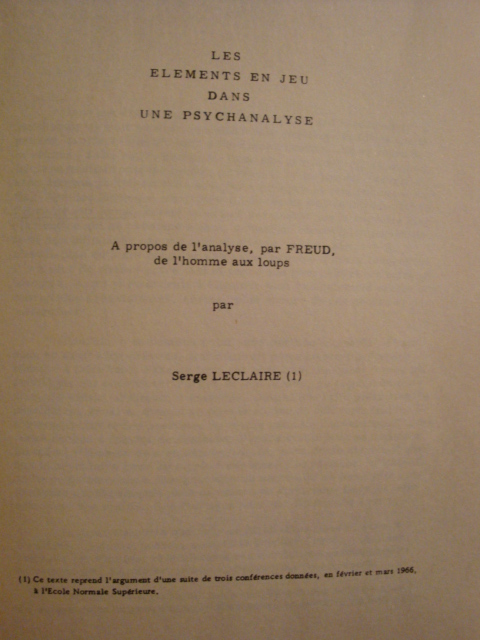 LES
ELEMENTS EN JEU
DANS
UNE PSYCHANALYSE
A propos de l'analyse, par FREUD,
de l'homme aux loups
par
Serge LECLAIRE (1)
(1) Ce texte reprend l'argument d'une suite de trois conférences données, en février et mars 1966,
à l'Ecole Normale Supérieure.